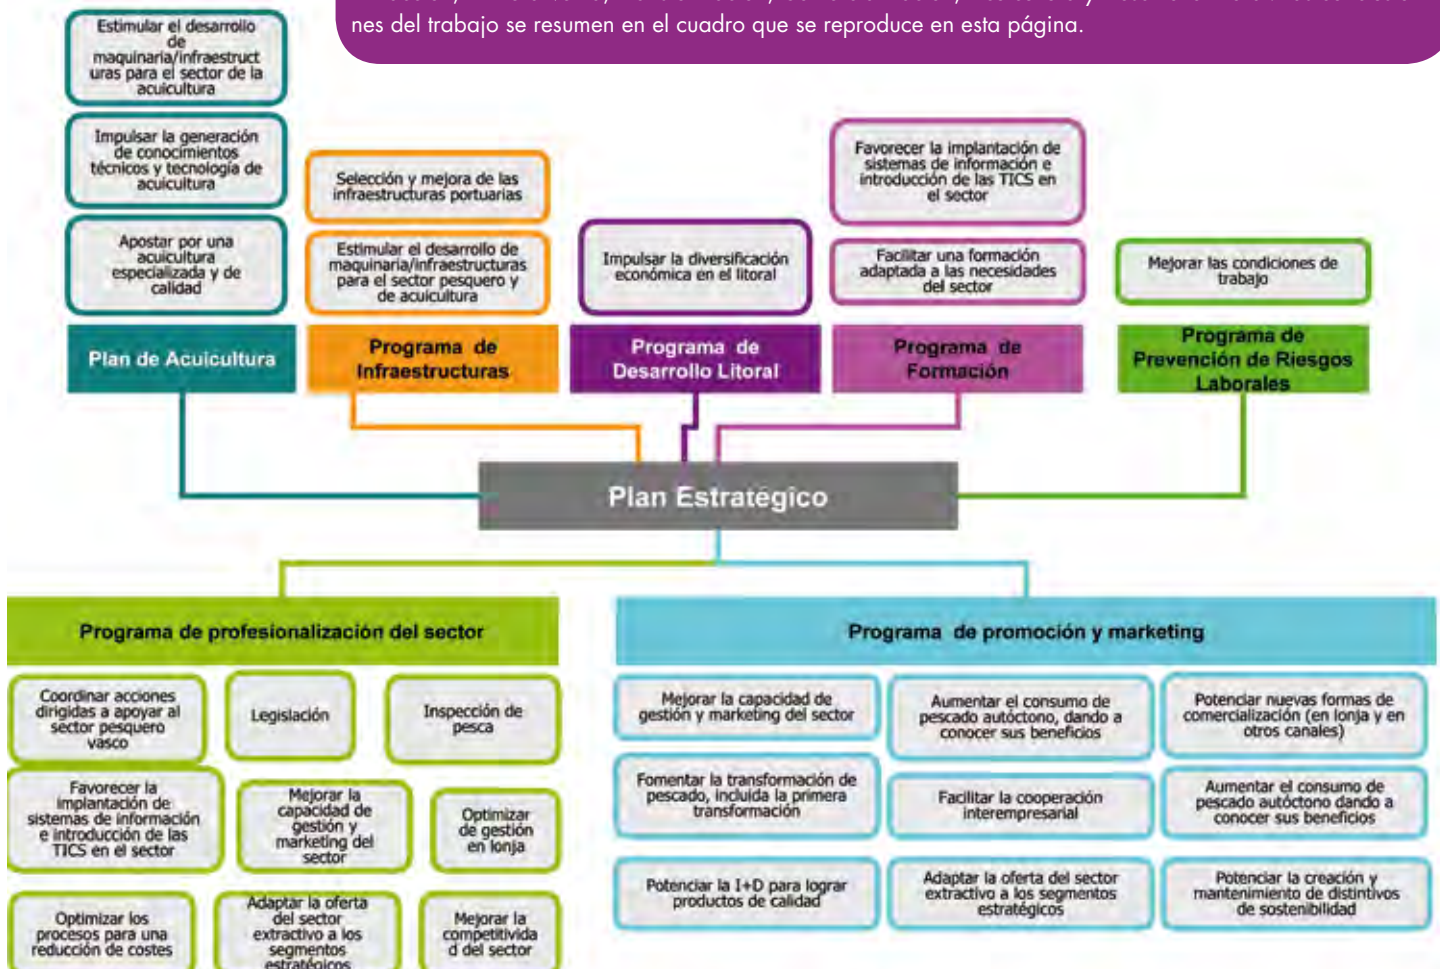 nes del trabajo se resumen en el cuadro que se reproduce en esta página.
Estimular el desarrollo
de
maquinaria/infraestruct
uras para el sector de la
acuicultura
Impulsar la generación
de conocimientos
técnicos y tecnología de
acuicultura
Apostar por una
acuicultura
especializada y de
calidad
Plan de Acuicultura
Selección y mejora de las
infraestructuras portuarias
Estimular el desarrollo de
maquinaria/infraestructuras
para el sector pesquero y
de acuicultura
Programa de
Infraestructuras
Impulsar la diversificación
económica en el litoral
Programa de
Desarrollo Litoral
Favorecer la implantación de
sistemas de información e
introducción de las TICS en
el sector
Facilitar una formación
adaptada a las necesidades
del sector
Programa de
Formación
Mejorar las condiciones de
trabajo
Programa de
Prevención de Riesgos
Laborales
Plan Estratégico
Programa de profesionalización del sector
Coordinar acciones
dirigidas a apoyar al
sector pesquero
vasco
Legislación
Inspección de
pesca
Favorecer la
implantación de
sistemas de información
e introducción de las
TICS en el sector
Mejorar la
capacidad de
gestión y
marketing del
sector
Optimizar
de gestión
en lonja
Optimizar los
procesos para una
reducción de costes
Adaptar la oferta
del sector
extractivo a los
segmentos
estratégicos
Mejorar la
competitivida
d del sector
Programa de promoción y marketing
Mejorar la capacidad de
gestión y marketing del sector
Aumentar el consumo de
pescado autóctono, dando a
conocer sus beneficios
Potenciar nuevas formas de
comercialización (en lonja y en
otros canales)
Fomentar la transformación de
pescado, incluida la primera
transformación
Facilitar la cooperación
interempresarial
Aumentar el consumo de
pescado autóctono dando a
conocer sus beneficios
Potenciar la I+D para lograr
productos de calidad
Adaptar la oferta del sector
extractivo a los segmentos
estratégicos
Potenciar la creación y
mantenimiento de distintivos
de sostenibilidad